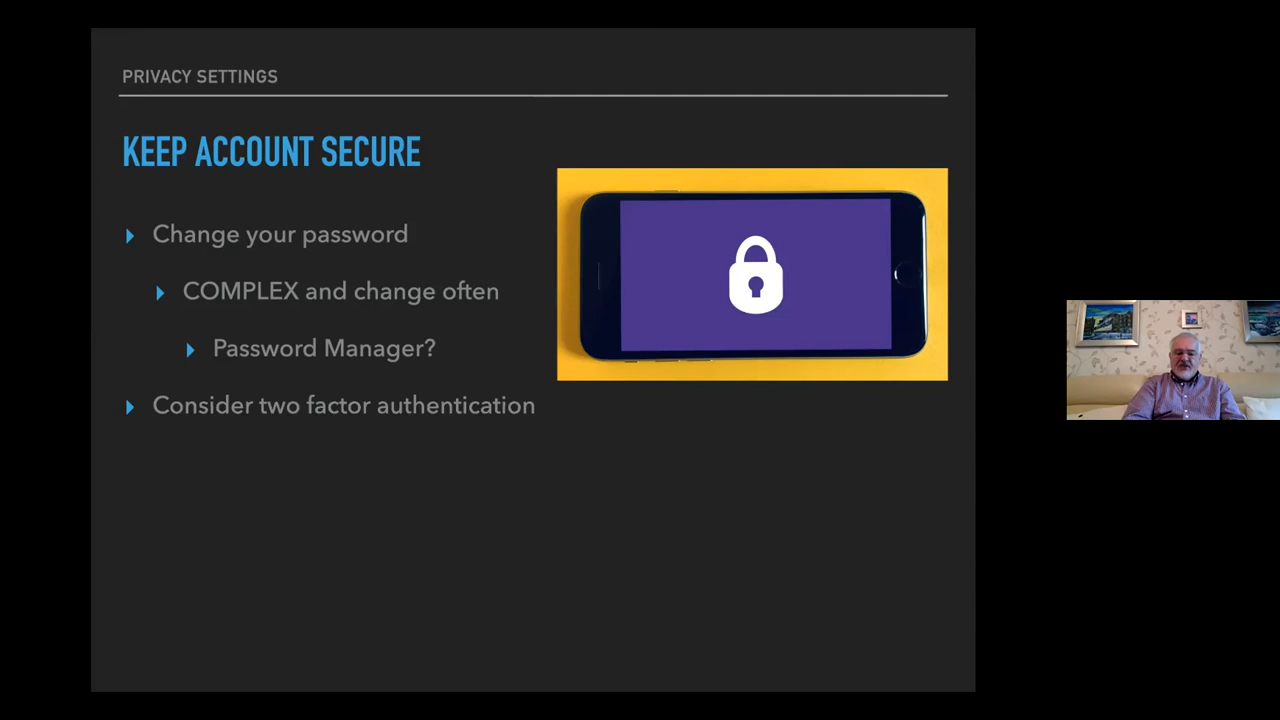 PRIVACY SETTINGS
KEEP ACCOUNT SECURE
Change your password
COMPLEX and change often
Password Manager?
Consider two factor authentication